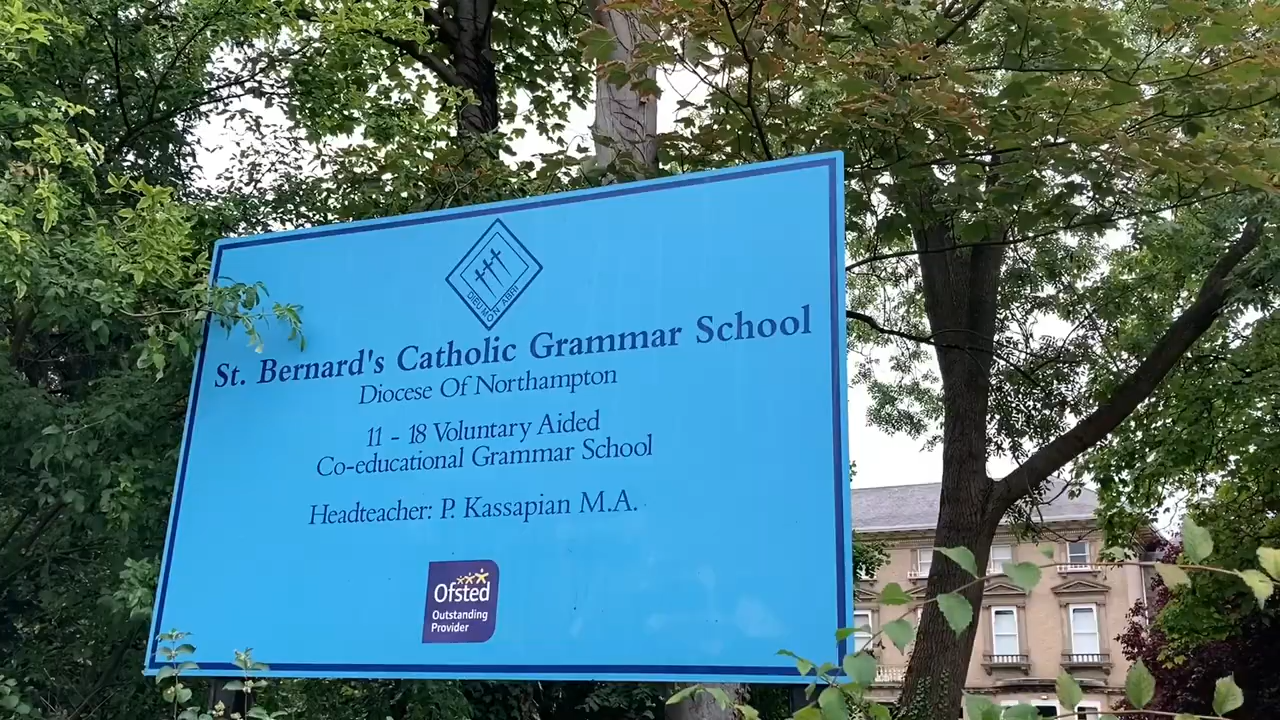 DIEU MON ABRI
St. Bernard's Catholic Grammar School
Diocese Of Northampton
11 - 18 Voluntary Aided
Co-educational Grammar School
Headteacher: P. Kassapian M.A.
Ofsted
Outstanding
Provider